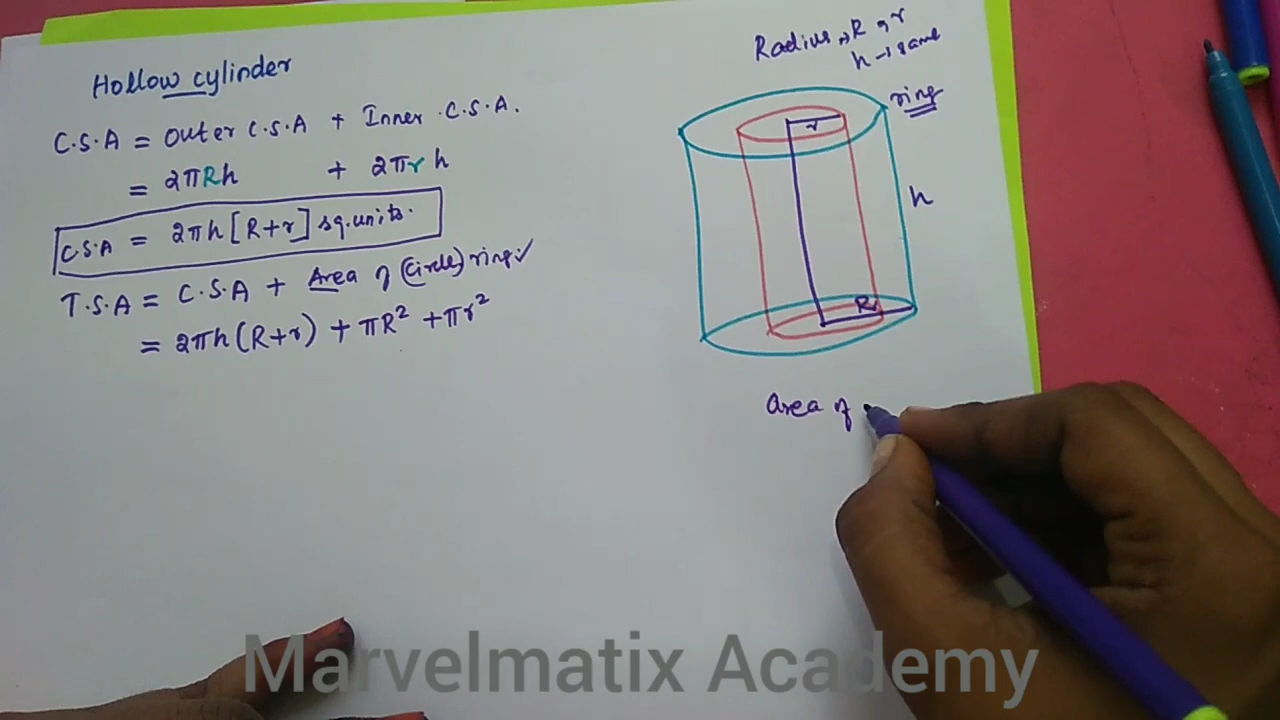 Hollow cylinder
C.S.A = Outer C.S.A + Inner C.S.A.
= 2πRh + 2πrh
C.S.A = 2πh[R+r] sq.units.
T.S.A = C.S.A + Area of (circle) ring ✓
= 2πh(R+r) + πR² + πr²
Radius → R, r
h → same
ring
r
h
R
Area of
Marvelmatix Academy